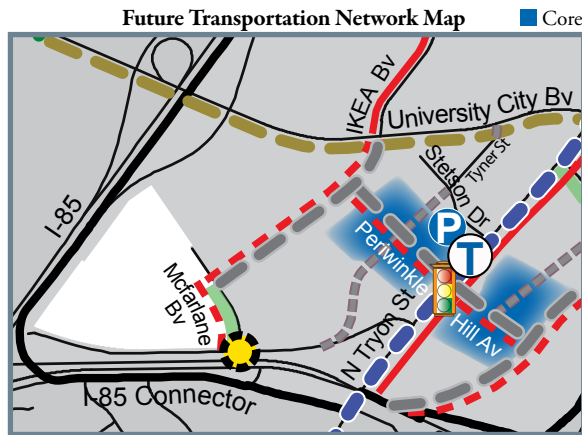 Future Transportation Network Map
Core
IKEA Bv
University City Bv
Stetson Dr
Tyner St
I-85
P
T
Periwinkle
Hill Av
Mcfarlane
Bv
N Tryon St
I-85 Connector